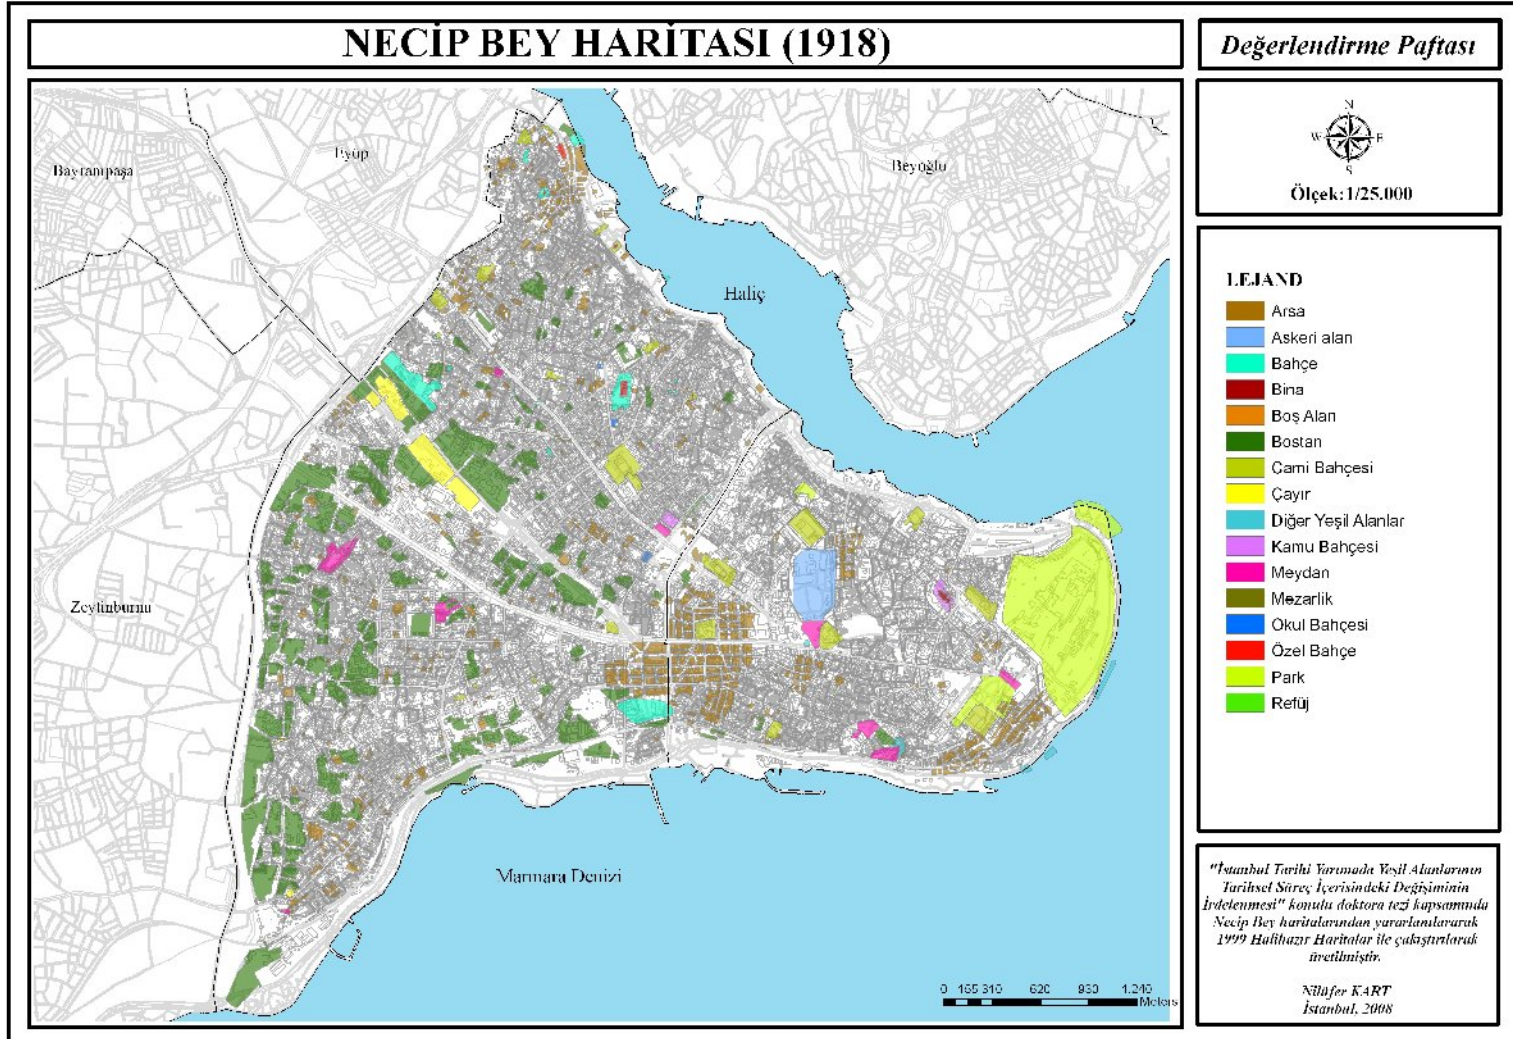 NECİP BEY HARİTASI (1918)
Değerlendirme Paftası
N
W E
S
Ölçek:1/25.000
Bayrampaşa
Eyüp
Beyoğlu
Haliç
Zeytinburnu
Marmara Denizi
LEJAND
Arsa
Askeri alan
Bahçe
Bina
Boş Alan
Bostan
Cami Bahçesi
Çayır
Diğer Yeşil Alanlar
Kamu Bahçesi
Meydan
Mezarlik
Okul Bahçesi
Özel Bahçe
Park
Refüj
0 155 310 620 930 1.240
Meters
"İstanbul Tarihi Yarımada Yeşil Alanlarının
Tarihsel Süreç İçerisindeki Değişiminin
İrdelenmesi" konulu doktora tezi kapsamında
Necip Bey haritalarından yararlanılararak
1999 Halihazır Haritalar ile çakıştırılarak
üretilmiştir.
Nilüfer KART
İstanbul, 2008